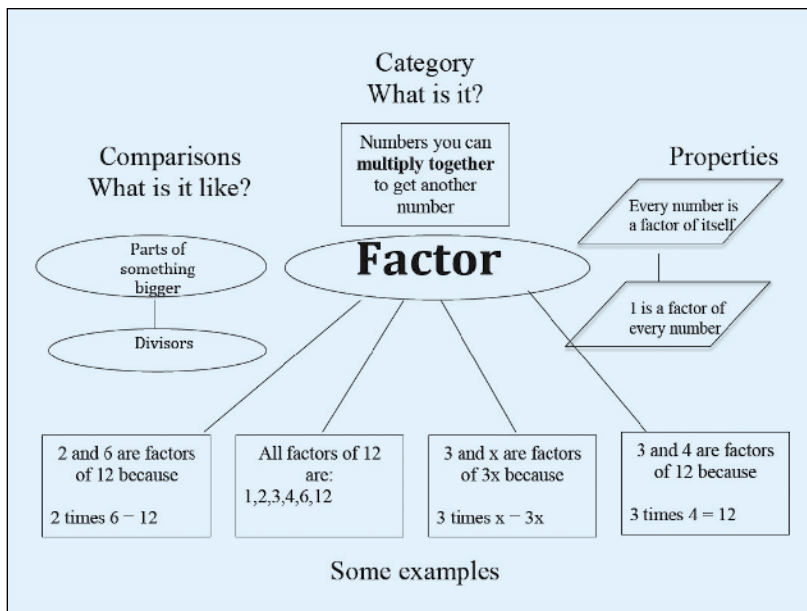 Category
What is it?
Numbers you can
multiply together
to get another
number
Comparisons
What is it like?
Parts of
something
bigger
Divisors
Factor
Properties
Every number is
a factor of itself
1 is a factor of
every number
2 and 6 are factors
of 12 because
2 times 6 = 12
All factors of 12
are:
1,2,3,4,6,12
3 and x are factors
of 3x because
3 times x = 3x
3 and 4 are factors
of 12 because
3 times 4 = 12
Some examples